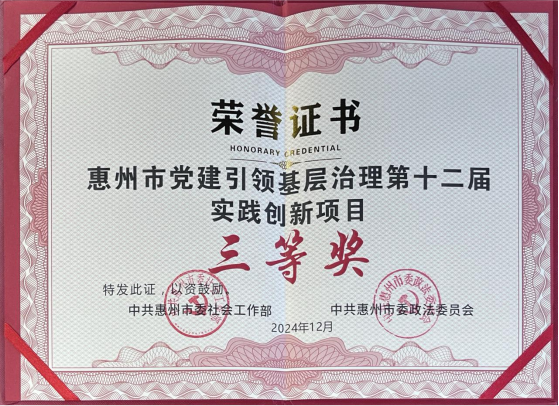 荣誉证书
HONORARY CREDENTIAL
惠州市党建引领基层治理第十二届
实践创新项目
三等奖
特发此证，以资鼓励。
中共惠州市委社会工作部 中共惠州市委政法委员会
2024年12月